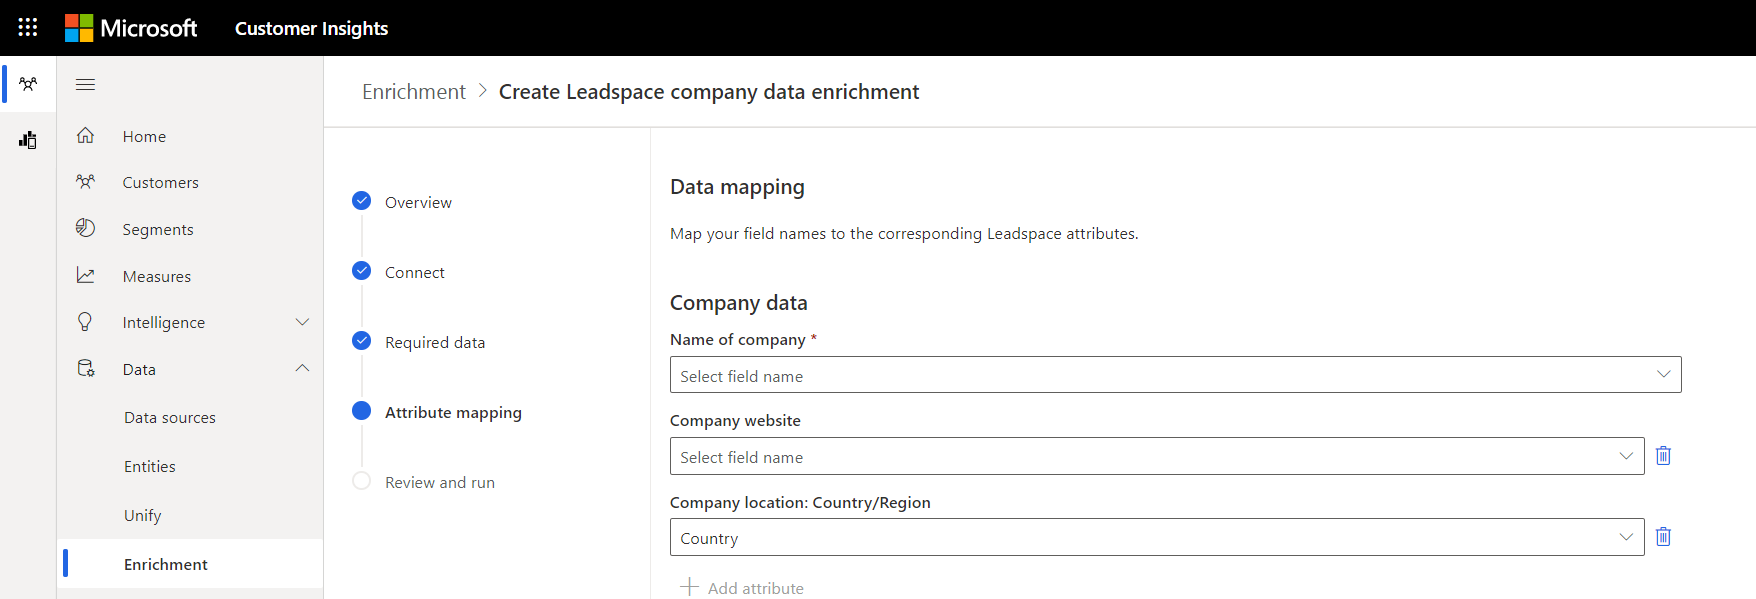 Microsoft
Customer Insights
Home
Customers
Segments
Measures
Intelligence
Data
Data sources
Entities
Unify
Enrichment
Enrichment > Create Leadspace company data enrichment
Overview
Connect
Required data
Attribute mapping
Review and run
Data mapping
Map your field names to the corresponding Leadspace attributes.
Company data
Name of company *
Select field name
Company website
Select field name
Company location: Country/Region
Country
Add attribute